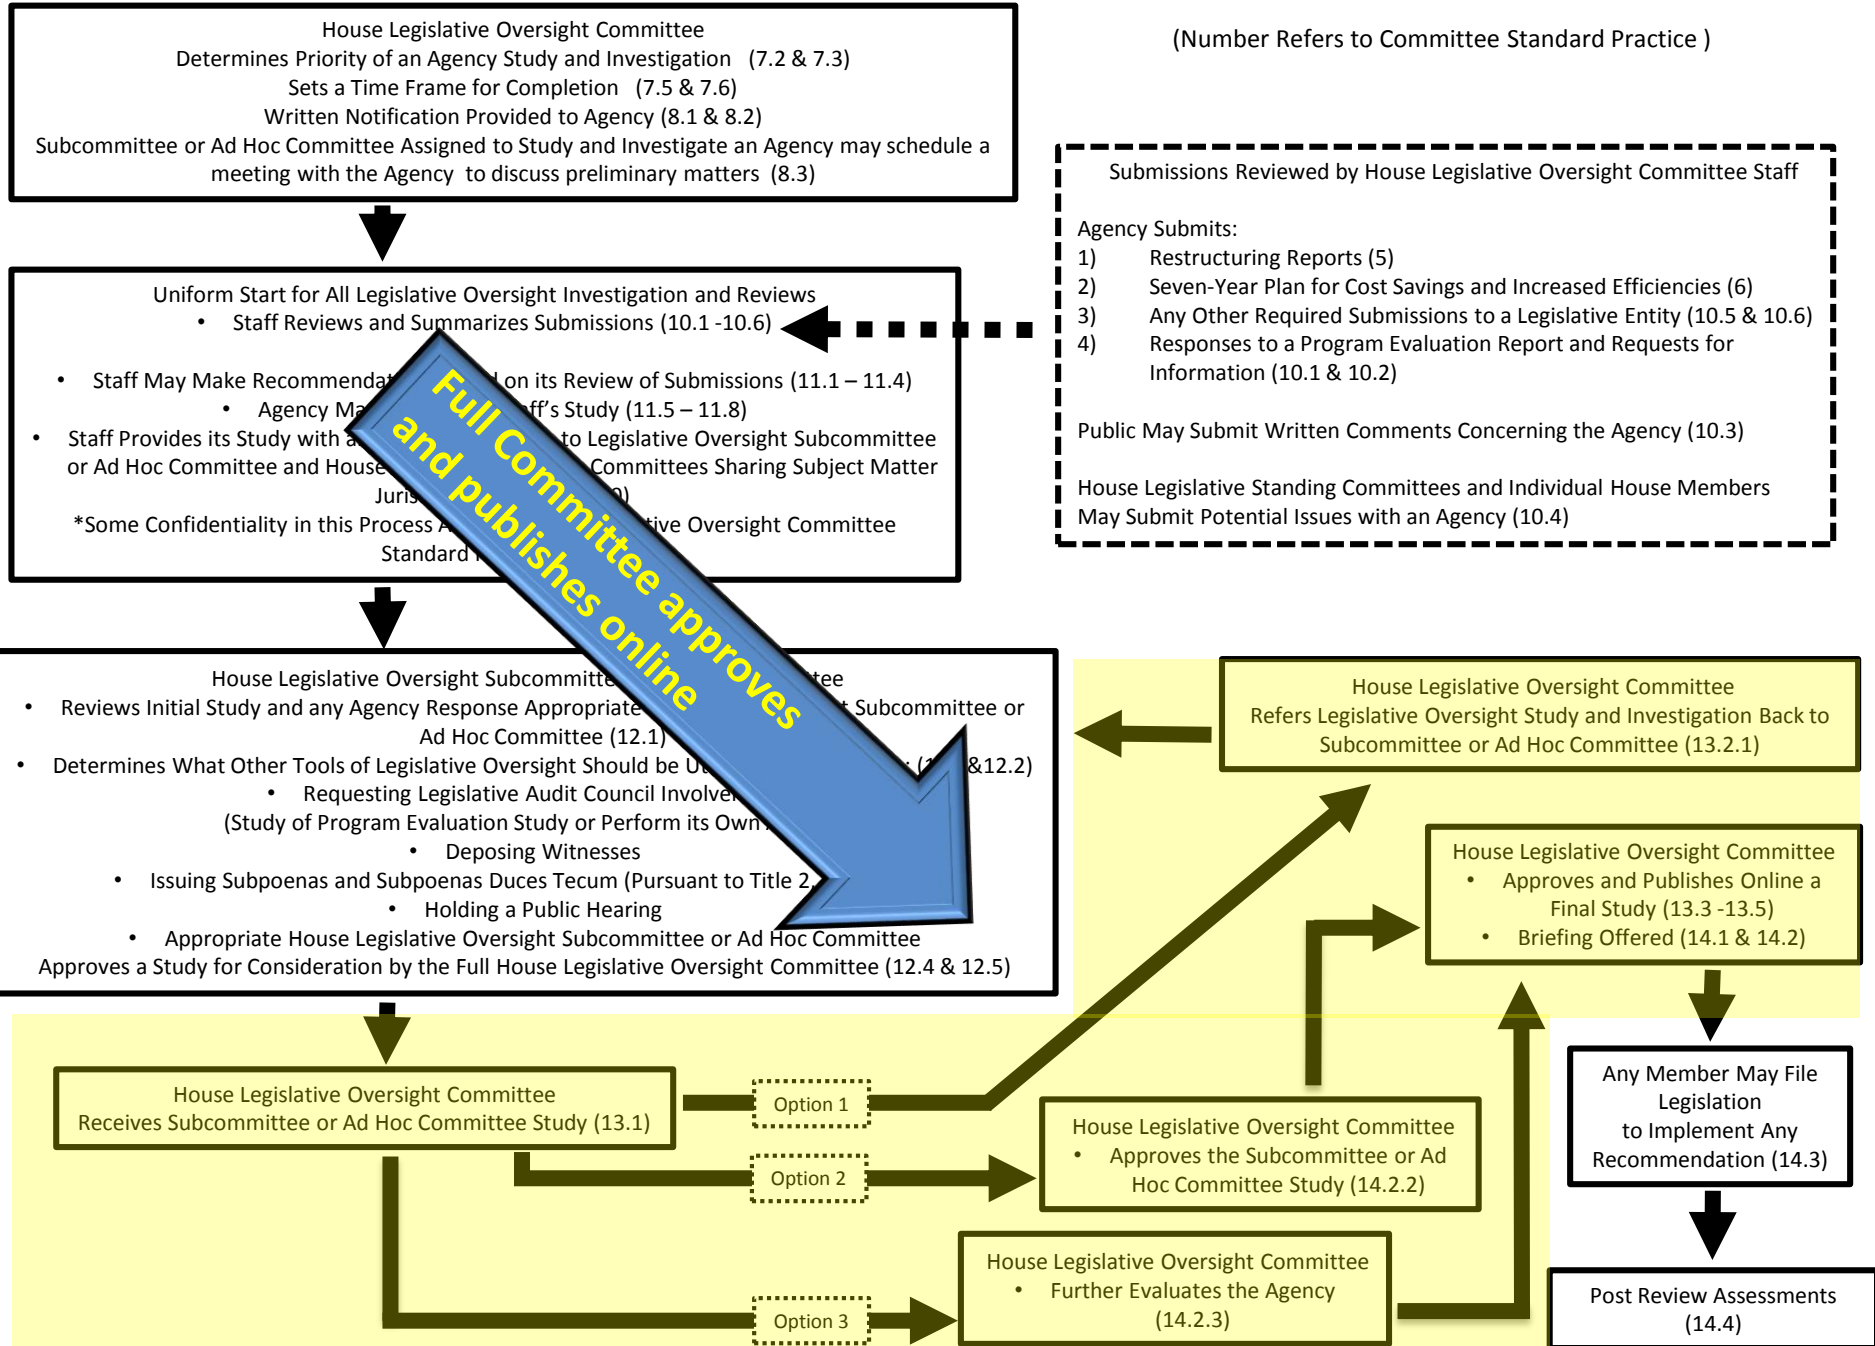 House Legislative Oversight Committee
Determines Priority of an Agency Study and Investigation (7.2 & 7.3)
Sets a Time Frame for Completion (7.5 & 7.6)
Written Notification Provided to Agency (8.1 & 8.2)
Subcommittee or Ad Hoc Committee Assigned to Study and Investigate an Agency may schedule a
meeting with the Agency to discuss preliminary matters (8.3)
(Number Refers to Committee Standard Practice )
Submissions Reviewed by House Legislative Oversight Committee Staff
Agency Submits:
1) Restructuring Reports (5)
2) Seven-Year Plan for Cost Savings and Increased Efficiencies (6)
3) Any Other Required Submissions to a Legislative Entity (10.5 & 10.6)
4) Responses to a Program Evaluation Report and Requests for
Information (10.1 & 10.2)
Public May Submit Written Comments Concerning the Agency (10.3)
House Legislative Standing Committees and Individual House Members
May Submit Potential Issues with an Agency (10.4)
Uniform Start for All Legislative Oversight Investigation and Reviews
• Staff Reviews and Summarizes Submissions (10.1 -10.6)
• Staff May Make on its Review of Submissions (11.1 – 11.4)
• Agency Study (11.5 – 11.8)
• Staff Provides its Study with to Legislative Oversight Subcommittee
or Ad Hoc Committee and House Committees Sharing Subject Matter
*Some Confidentiality in this Process Oversight Committee
Full Committee approves
and publishes online
House Legislative Oversight
• Reviews Initial Study and any Agency Response Subcommittee or
Ad Hoc Committee (12.1)
• Determines What Other Tools of Legislative Oversight Should be &12.2)
• Requesting Legislative Audit Council
(Study of Program Evaluation Study or Perform its Own
• Deposing Witnesses
• Issuing Subpoenas and Subpoenas Duces Tecum (Pursuant to Title 2,
• Holding a Public Hearing
• Appropriate House Legislative Oversight Subcommittee or Ad Hoc Committee
Approves a Study for Consideration by the Full House Legislative Oversight Committee (12.4 & 12.5)
House Legislative Oversight Committee
Refers Legislative Oversight Study and Investigation Back to
Subcommittee or Ad Hoc Committee (13.2.1)
House Legislative Oversight Committee
• Approves and Publishes Online a
Final Study (13.3 -13.5)
• Briefing Offered (14.1 & 14.2)
House Legislative Oversight Committee
Receives Subcommittee or Ad Hoc Committee Study (13.1)
Option 1
Option 2
Option 3
House Legislative Oversight Committee
• Approves the Subcommittee or Ad
Hoc Committee Study (14.2.2)
House Legislative Oversight Committee
• Further Evaluates the Agency
(14.2.3)
Any Member May File
Legislation
to Implement Any
Recommendation (14.3)
Post Review Assessments
(14.4)